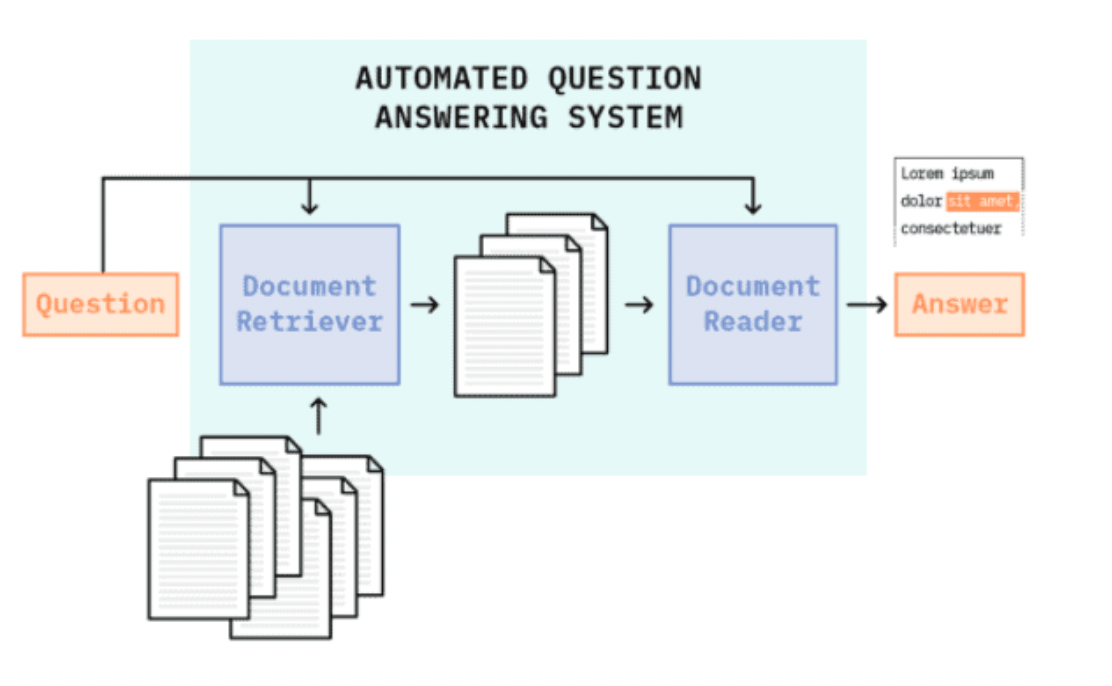 AUTOMATED QUESTION
ANSWERING SYSTEM
Lorem ipsum
dolor sit amet,
consectetuer
Question
Document
Retriever
Document
Reader
Answer